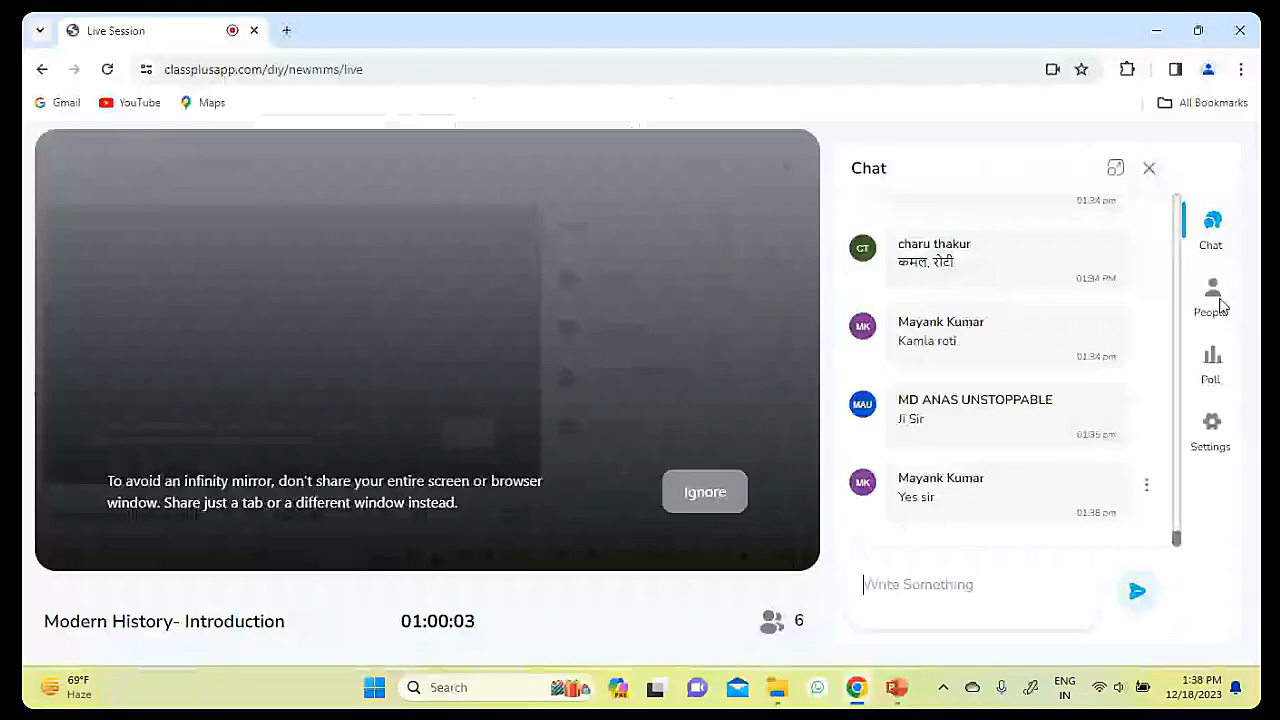 Live Session
classplusapp.com/diy/newmms/live
Gmail
YouTube
Maps
All Bookmarks
To avoid an infinity mirror, don't share your entire screen or browser
window. Share just a tab or a different window instead.
Ignore
Modern History- Introduction
01:00:03
6
Chat
01:34 pm
CT
charu thakur
कमल, रोटी
01:34 PM
MK
Mayank Kumar
Kamla roti
01:34 pm
MAU
MD ANAS UNSTOPPABLE
Ji Sir
01:35 pm
MK
Mayank Kumar
Yes sir
01:38 pm
Write Something
Chat
People
Poll
Settings
69°F
Haze
Search
PRE
ENG
IN
1:38 PM
12/18/2023